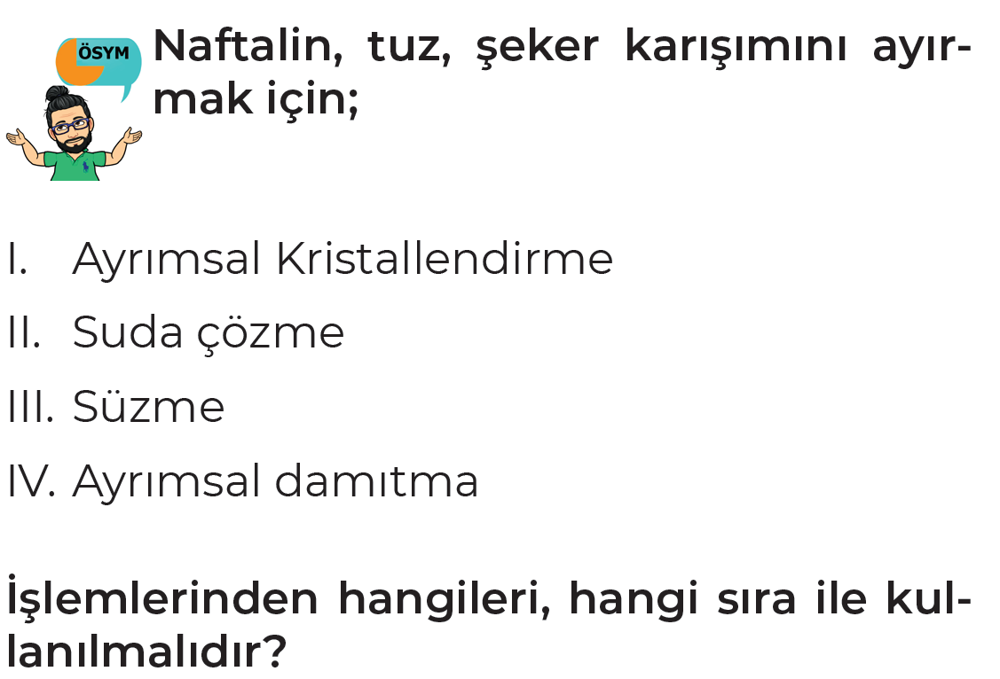 ÖSYM
Naftalin, tuz, şeker karışımını ayır-
mak için;
I. Ayrımsal Kristallendirme
II. Suda çözme
III. Süzme
IV. Ayrımsal damıtma
İşlemlerinden hangileri, hangi sıra ile kul-
lanılmalıdır?